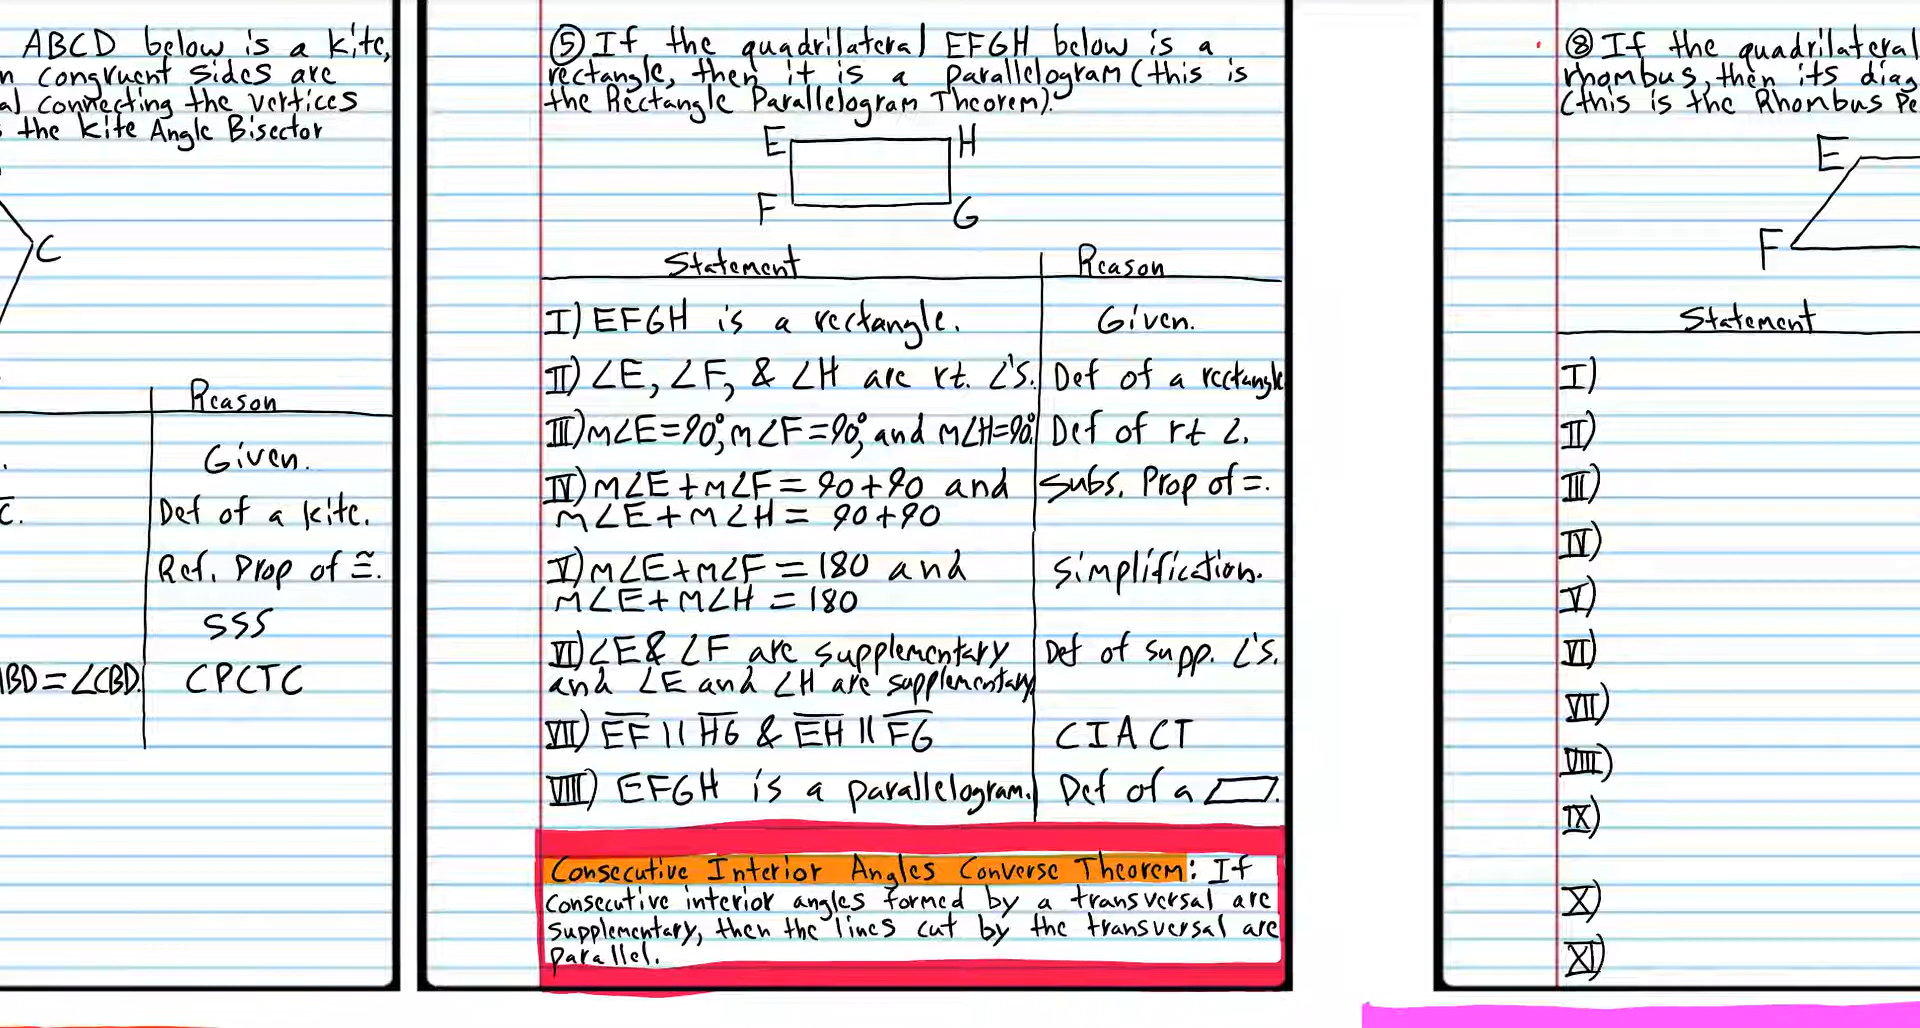 ABCD below is a kite,
n congruent sides are
al connecting the vertices
the kite Angle Bisector
C
Reason
Given.
Def of a kite.
Ref. Prop of ≅.
SSS
ABD = ∠CBD. CPCTC
⑤ If the quadrilateral EFGH below is a
rectangle, then it is a parallelogram (this is
the Rectangle Parallelogram Theorem).
E H
F G
Statement Reason
I) EFGH is a rectangle. Given.
II) ∠E, ∠F, & ∠H are rt. ∠'s. Def of a rectangle
III) m∠E=90°, m∠F=90°, and m∠H=90° Def of rt ∠.
IV) m∠E + m∠F = 90+90 and Subs. Prop of =.
m∠E + m∠H = 90+90
V) m∠E + m∠F = 180 and Simplification.
m∠E + m∠H = 180
VI) ∠E & ∠F are supplementary Def of supp. ∠'s.
and ∠E and ∠H are supplementary
VII) E̅F̅ || H̅G̅ & E̅H̅ || F̅G̅ CIACT
VIII) EFGH is a parallelogram. Def of a ▱.
Consecutive Interior Angles Converse Theorem: If
consecutive interior angles formed by a transversal are
supplementary, then the lines cut by the transversal are
parallel.
⑧ If the quadrilateral
rhombus, then its diag
(this is the Rhombus Pe
E
F
Statement
I)
II)
III)
IV)
V)
VI)
VII)
VIII)
IX)
X)
XI)